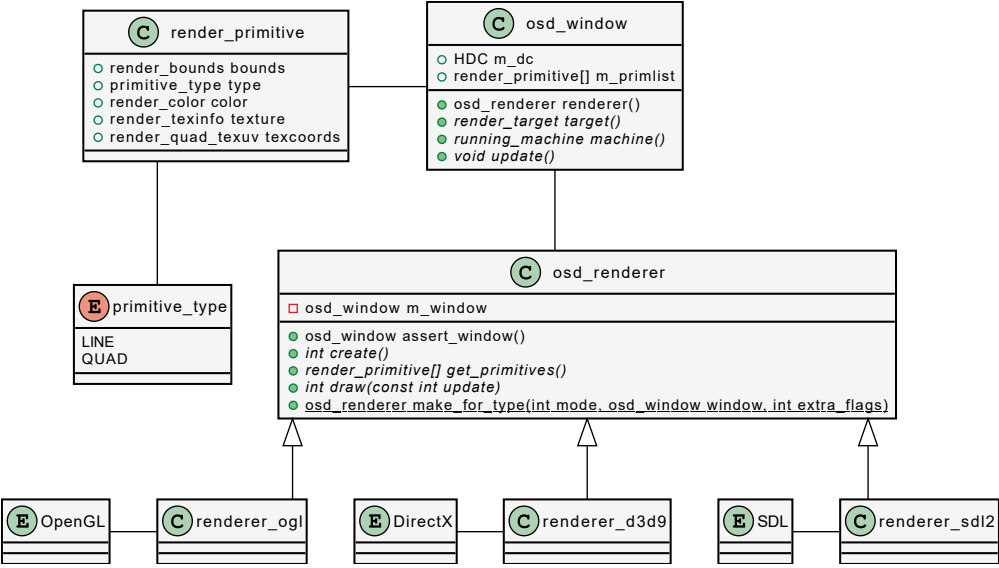 C render_primitive
render_bounds bounds
primitive_type type
render_color color
render_texinfo texture
render_quad_texuv texcoords
C osd_window
HDC m_dc
render_primitive[] m_primlist
osd_renderer renderer()
render_target target()
running_machine machine()
void update()
E primitive_type
LINE
QUAD
C osd_renderer
osd_window m_window
osd_window assert_window()
int create()
render_primitive[] get_primitives()
int draw(const int update)
osd_renderer make_for_type(int mode, osd_window window, int extra_flags)
E OpenGL
C renderer_ogl
E DirectX
C renderer_d3d9
E SDL
C renderer_sdl2